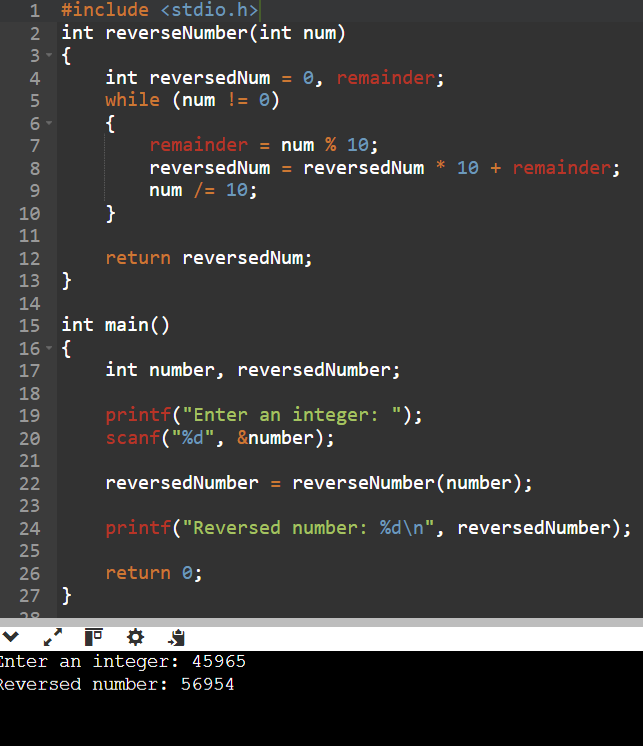 1 #include <stdio.h>
2 int reverseNumber(int num)
3 {
4     int reversedNum = 0, remainder;
5     while (num != 0)
6     {
7         remainder = num % 10;
8         reversedNum = reversedNum * 10 + remainder;
9         num /= 10;
10     }
11
12     return reversedNum;
13 }
14
15 int main()
16 {
17     int number, reversedNumber;
18
19     printf("Enter an integer: ");
20     scanf("%d", &number);
21
22     reversedNumber = reverseNumber(number);
23
24     printf("Reversed number: %d\n", reversedNumber);
25
26     return 0;
27 }
28
Enter an integer: 45965
Reversed number: 56954